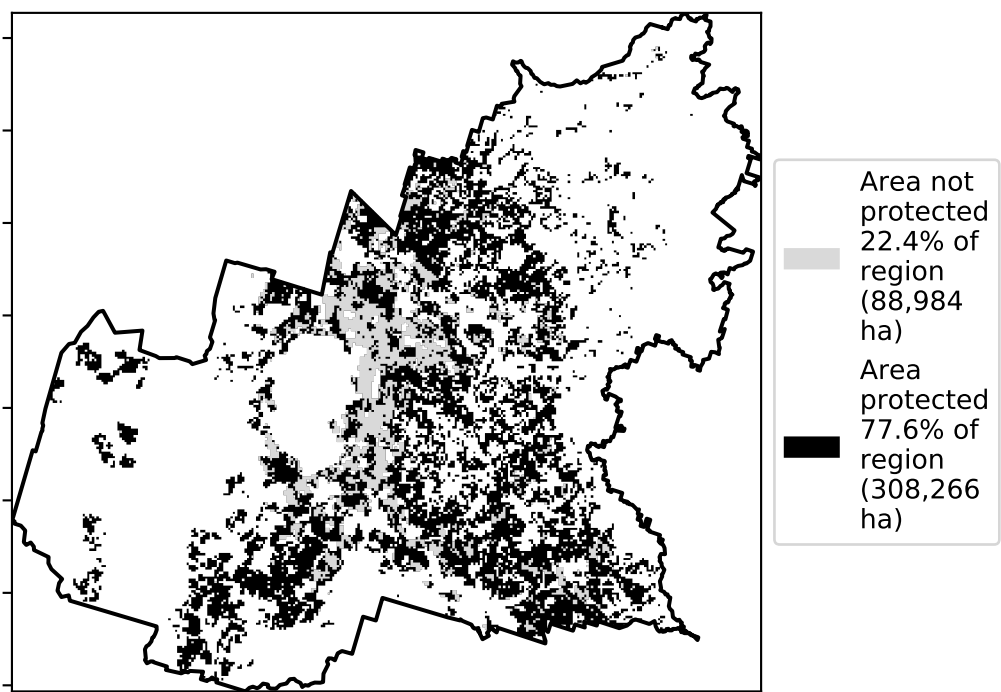 Area not
protected
22.4% of
region
(88,984
ha)
Area
protected
77.6% of
region
(308,266
ha)